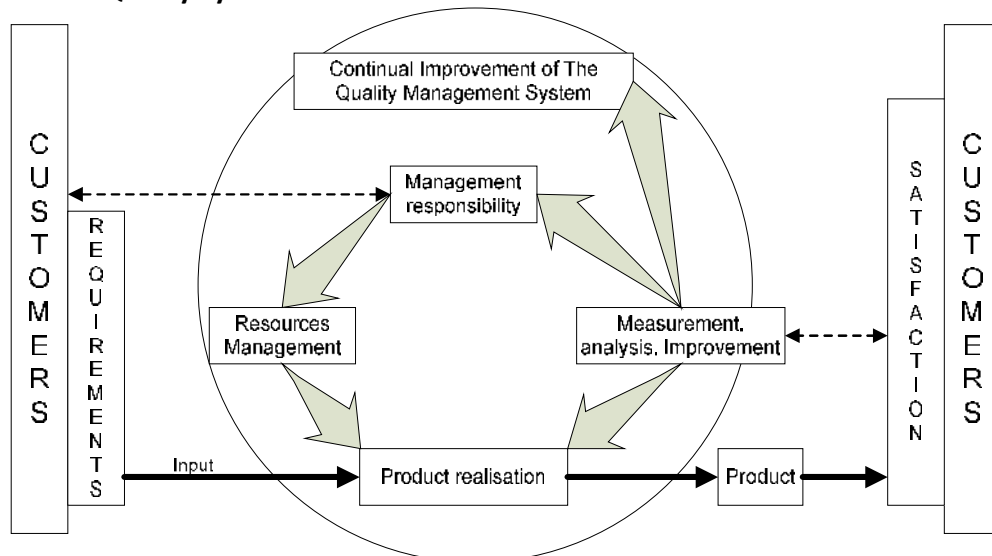 Continual Improvement of The
Quality Management System
CUSTOMERS
REQUIREMENTS
Management
responsibility
Resources
Management
Measurement,
analysis, Improvement
SATISFACTION
CUSTOMERS
Input
Product realisation
Product